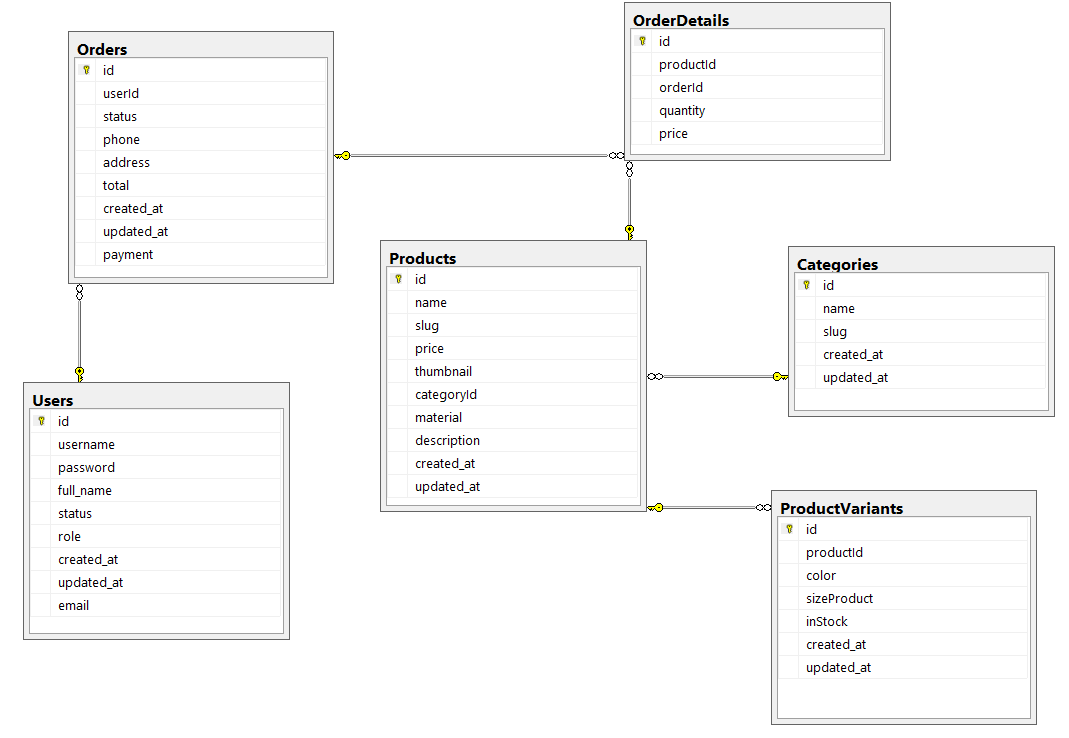 Orders
id
userId
status
phone
address
total
created_at
updated_at
payment
OrderDetails
id
productId
orderId
quantity
price
Products
id
name
slug
price
thumbnail
categoryId
material
description
created_at
updated_at
Categories
id
name
slug
created_at
updated_at
Users
id
username
password
full_name
status
role
created_at
updated_at
email
ProductVariants
id
productId
color
sizeProduct
inStock
created_at
updated_at